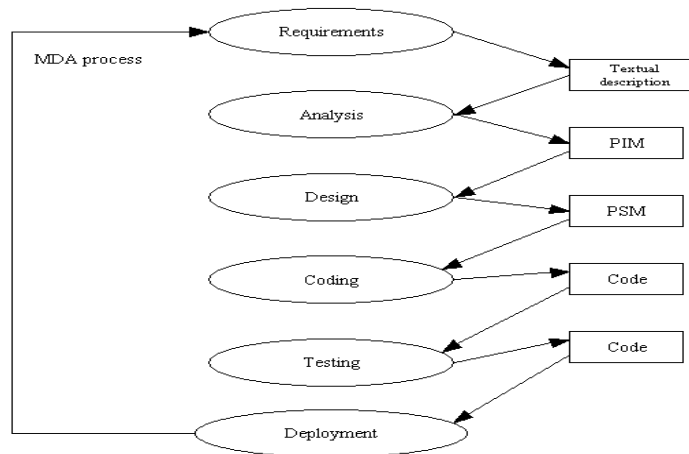 Requirements
MDA process
Textual
description
Analysis
PIM
Design
PSM
Coding
Code
Testing
Code
Deployment